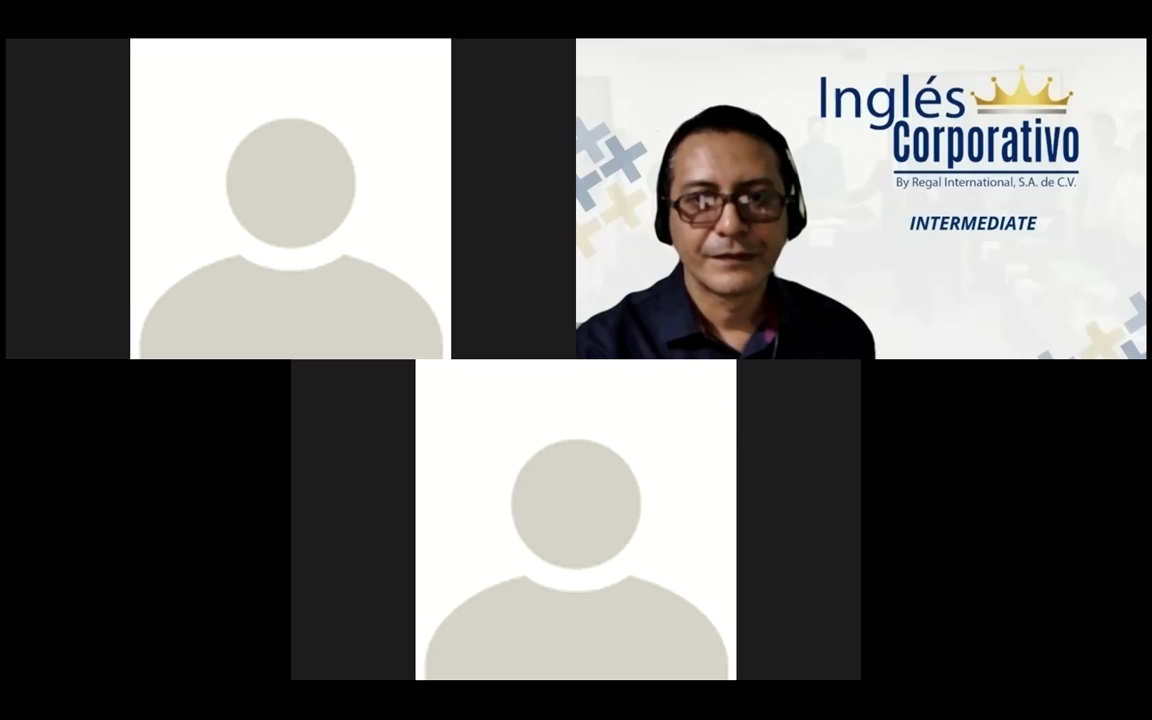 Inglés
Corporativo
By Regal International, S.A. de C.V.
INTERMEDIATE